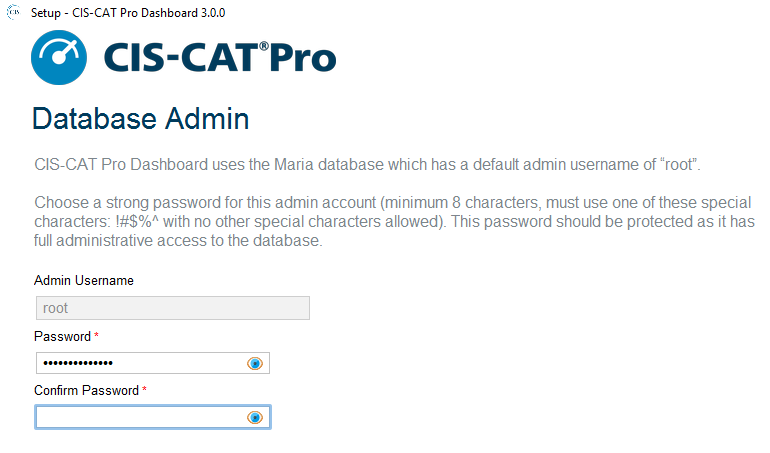 CIS
Setup - CIS-CAT Pro Dashboard 3.0.0
CIS-CAT®Pro
Database Admin
CIS-CAT Pro Dashboard uses the Maria database which has a default admin username of “root”.
Choose a strong password for this admin account (minimum 8 characters, must use one of these special
characters: !#$%^ with no other special characters allowed). This password should be protected as it has
full administrative access to the database.
Admin Username
root
Password *
••••••••••••••
Confirm Password *